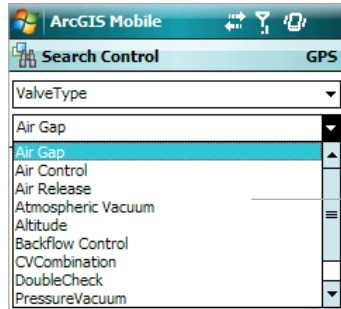 ArcGIS Mobile
Search Control GPS
ValveType
Air Gap
Air Gap
Air Control
Air Release
Atmospheric Vacuum
Altitude
Backflow Control
CVCombination
DoubleCheck
PressureVacuum